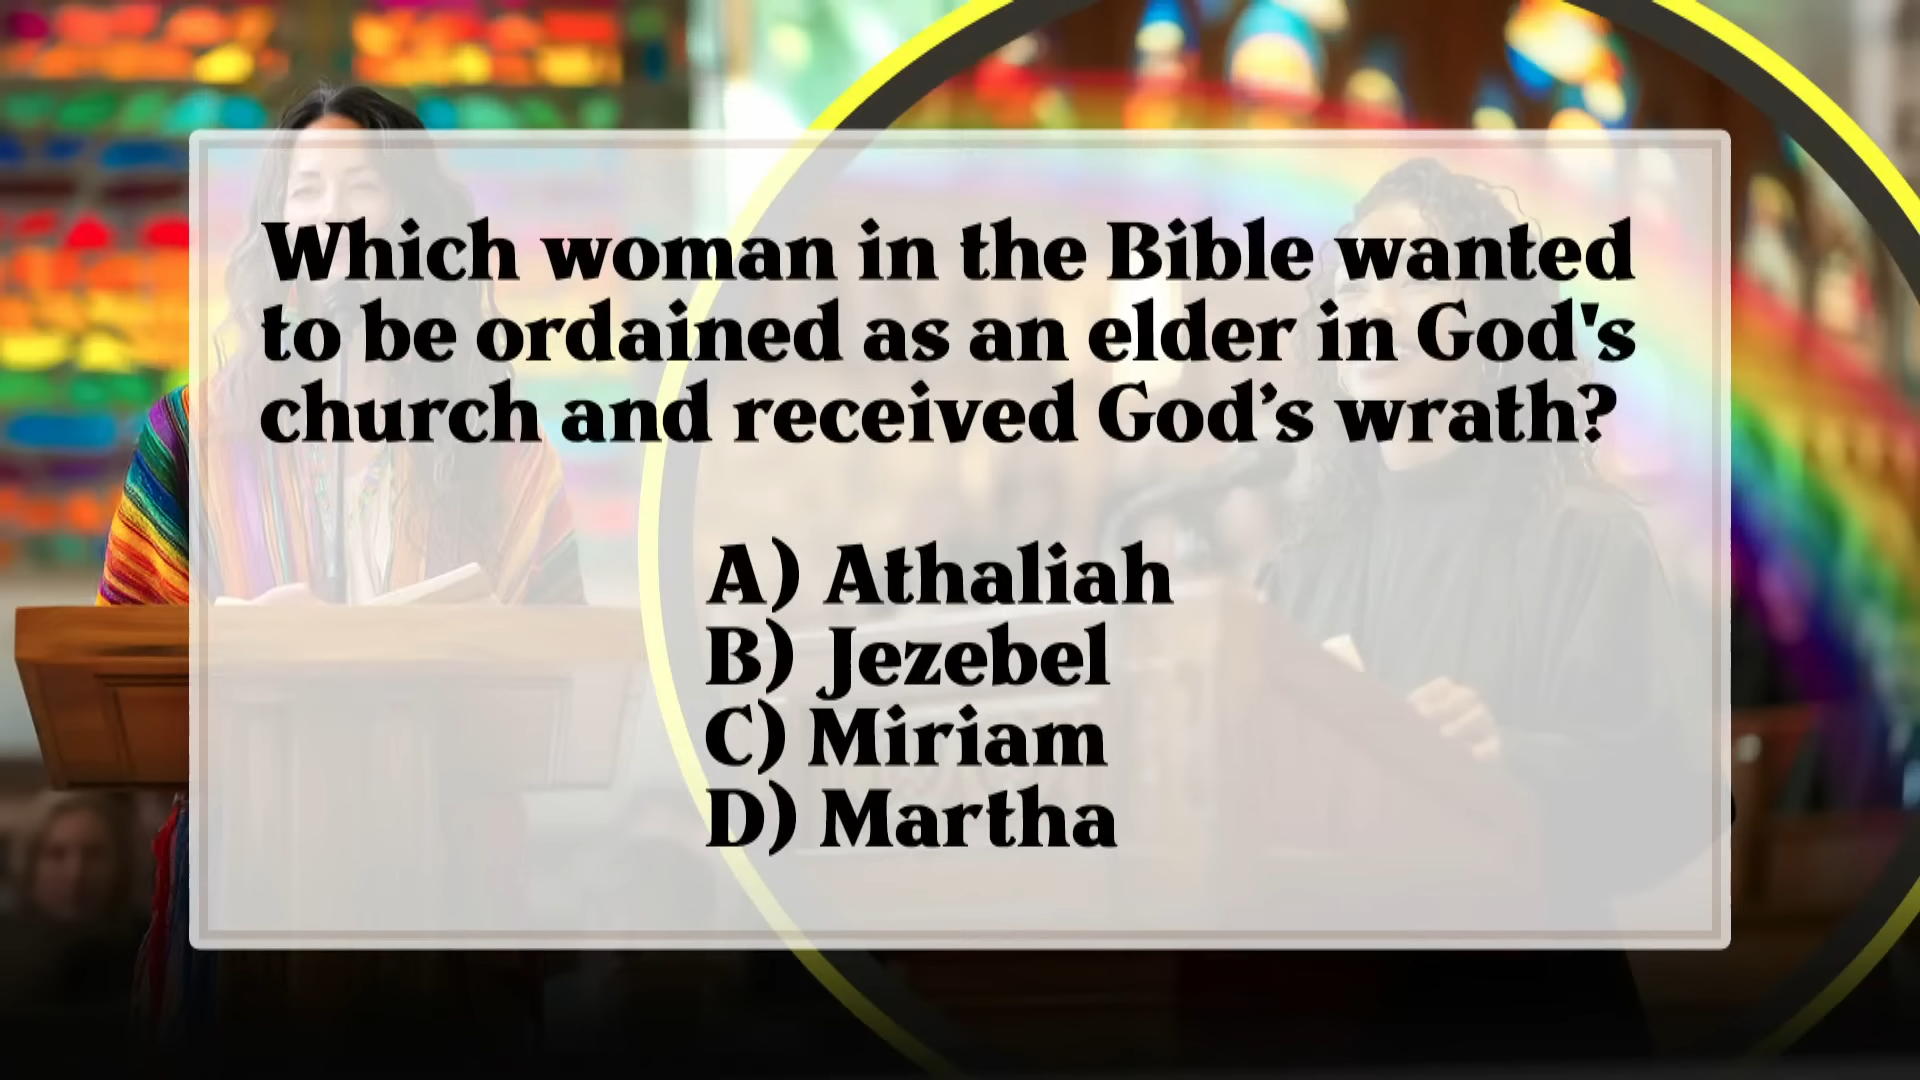 Which woman in the Bible wanted
to be ordained as an elder in God's
church and received God’s wrath?
A) Athaliah
B) Jezebel
C) Miriam
D) Martha